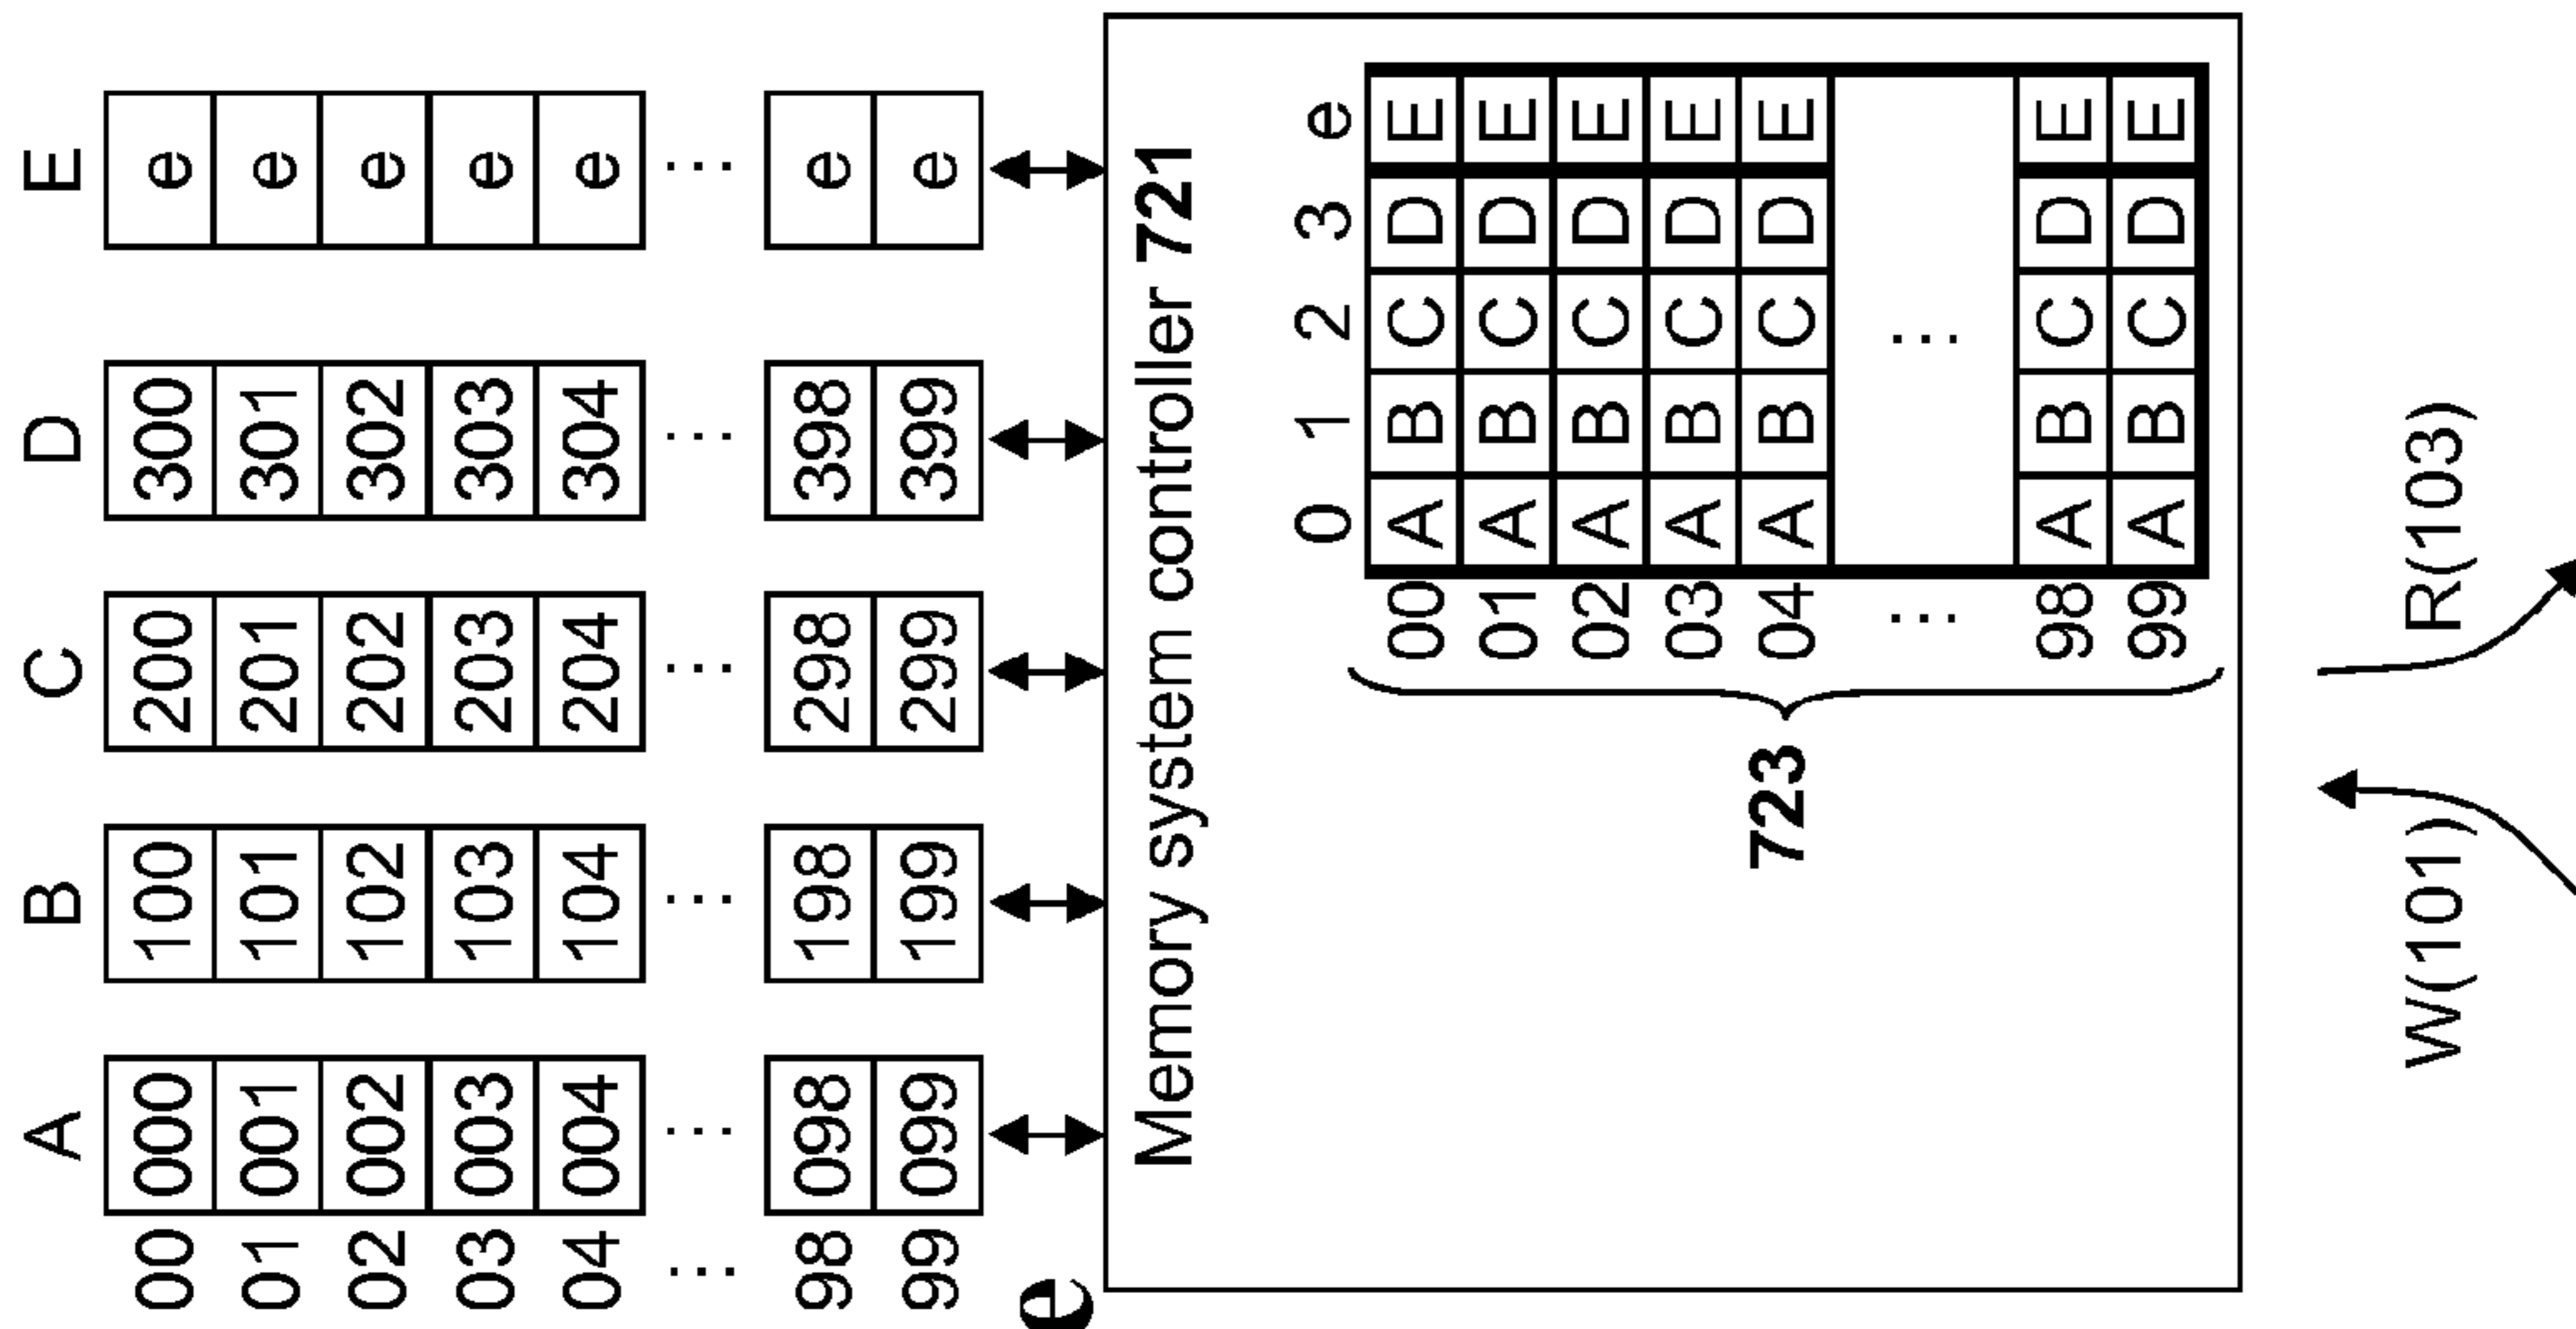 A B C D E
00 000 100 200 300 e
01 001 101 201 301 e
02 002 102 202 302 e
03 003 103 203 303 e
04 004 104 204 304 e
... ... ... ... ... ...
98 098 198 298 398 e
99 099 199 299 399 e
e
Memory system controller 721
0 1 2 3 e
00 A B C D E
01 A B C D E
02 A B C D E
03 A B C D E
723 04 A B C D E
... ...
98 A B C D E
99 A B C D E
W(101) R(103)